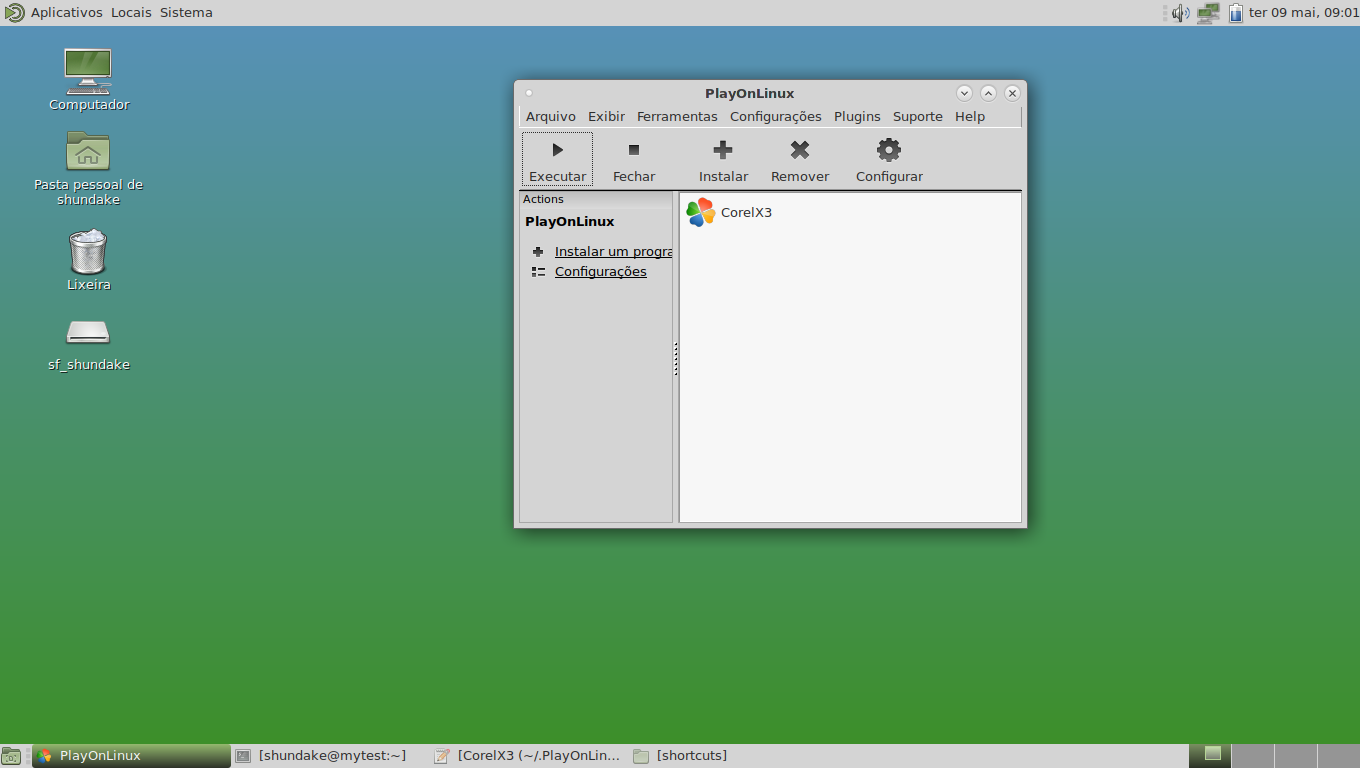 Aplicativos Locais Sistema
ter 09 mai, 09:01
Computador
Pasta pessoal de
shundake
Lixeira
sf_shundake
PlayOnLinux
Arquivo Exibir Ferramentas Configurações Plugins Suporte Help
Executar Fechar Instalar Remover Configurar
Actions
PlayOnLinux
Instalar um progra
Configurações
CorelX3
PlayOnLinux [shundake@mytest:~] [CorelX3 (~/.PlayOnLin... [shortcuts]